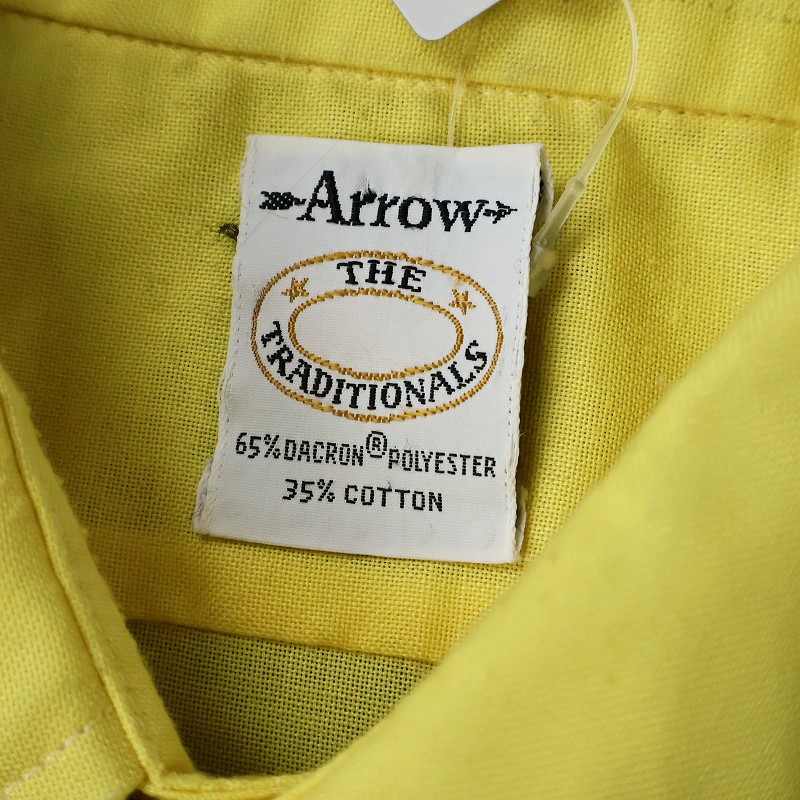 Arrow
THE
TRADITIONALS
65% DACRON® POLYESTER
35% COTTON